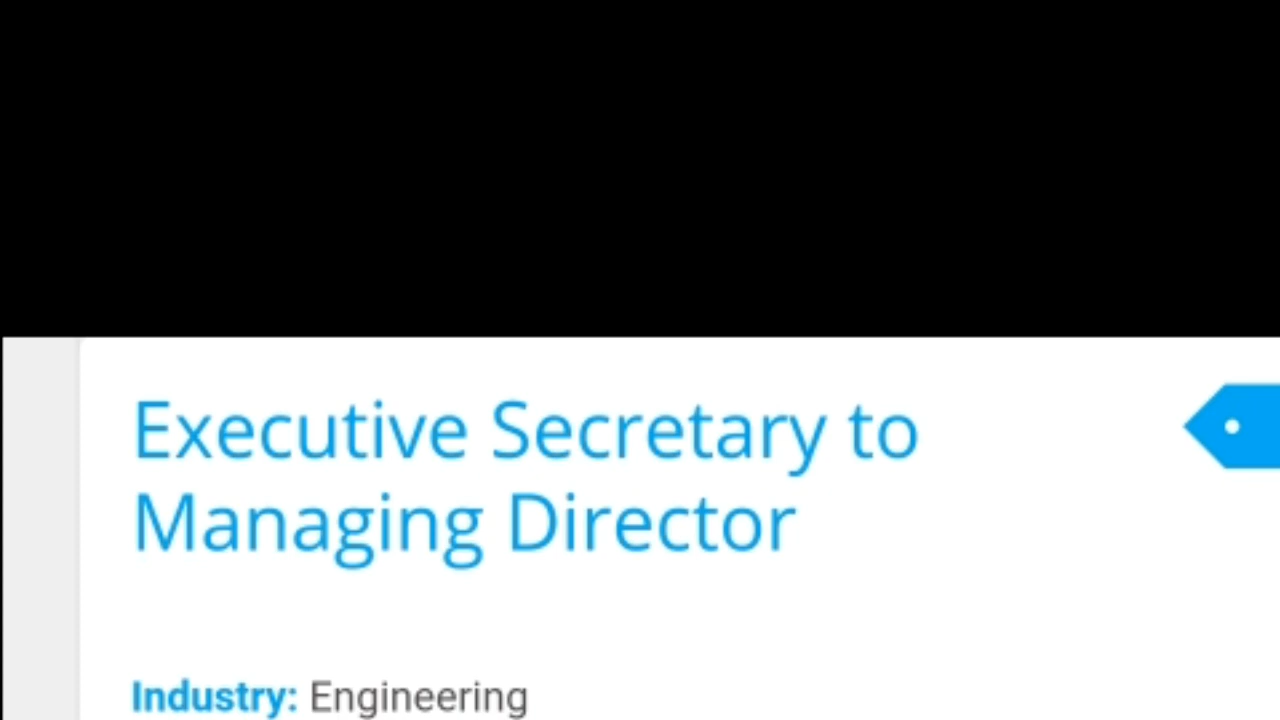 Executive Secretary to
Managing Director
Industry: Engineering